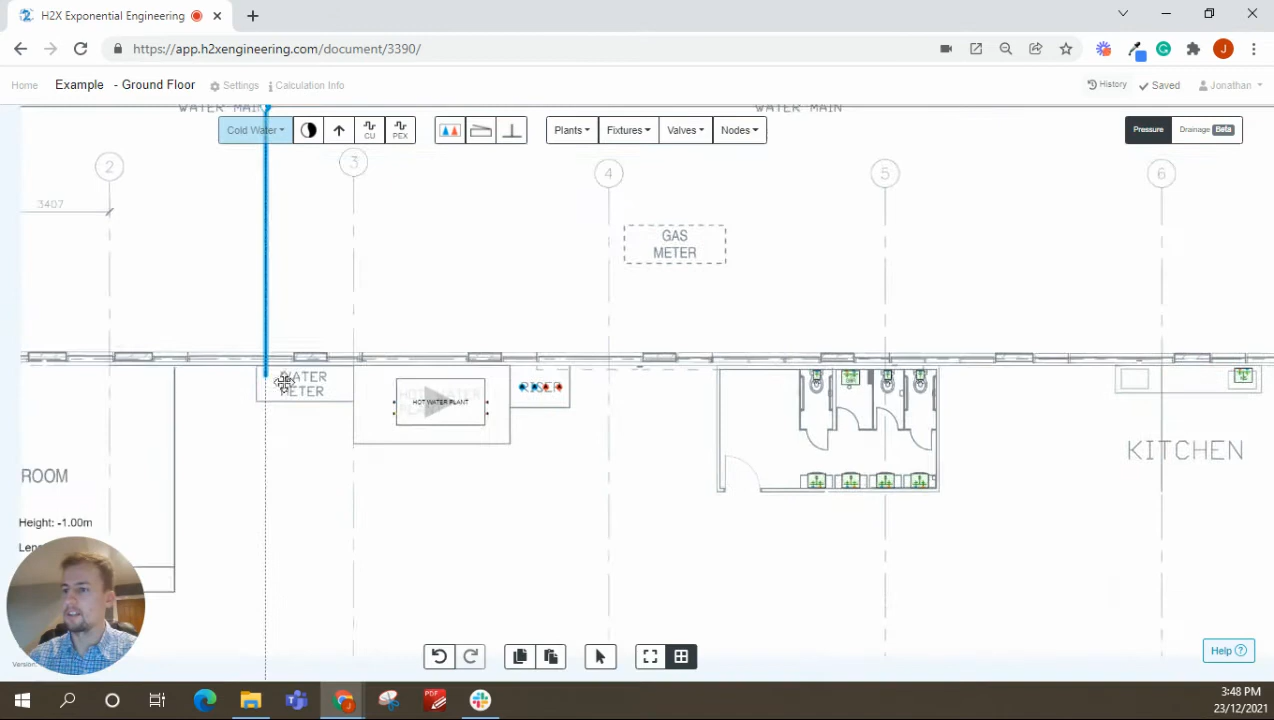 H2X Exponential Engineering
https://app.h2xengineering.com/document/3390/
J
Home
Example - Ground Floor
Settings
Calculation Info
History
Saved
Jonathan
WATER MAIN
WATER MAIN
Cold Water
CU
PEX
Plants
Fixtures
Valves
Nodes
Pressure
Drainage Beta
2
3
4
5
6
3407
GAS
METER
WATER
METER
HOT WATER PLANT
RISER
KITCHEN
ROOM
Height: -1.00m
Help
3:48 PM
23/12/2021